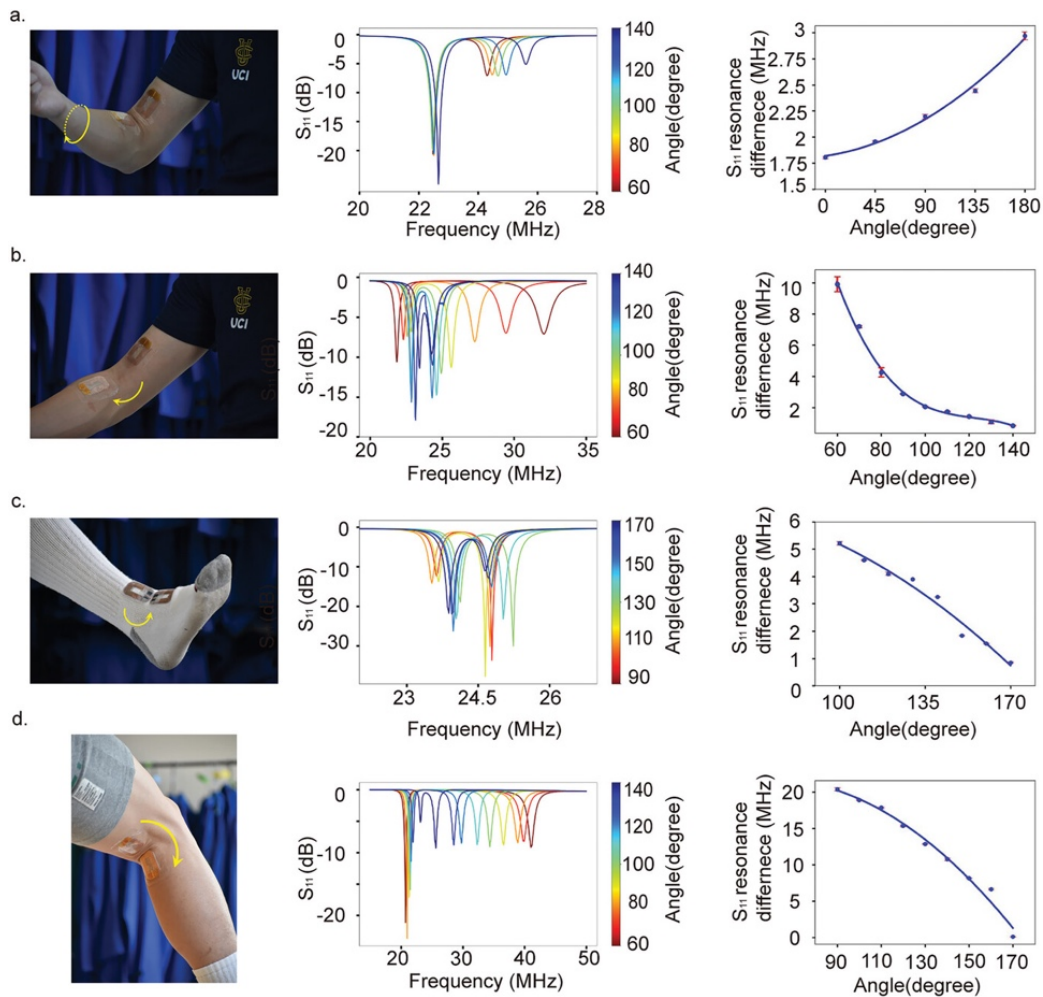 a.
UCI
S₁₁ (dB)
0
-5
-10
-15
-20
20 22 24 26 28
Frequency (MHz)
140
120
100
80
60
Angle(degree)
S₁₁ resonance
differnece (MHz)
3
2.75
2.5
2.25
2
1.75
1.5
0 45 90 135 180
Angle(degree)
b.
UCI
S₁₁ (dB)
S₁₁ (dB)
0
-5
-10
-15
-20
20 25 30 35
Frequency (MHz)
140
120
100
80
60
Angle(degree)
S₁₁ resonance
differnece (MHz)
10
8
6
4
2
60 80 100 120 140
Angle(degree)
c.
S₁₁ (dB)
S₁₁ (dB)
0
-10
-20
-30
23 24.5 26
Frequency (MHz)
170
150
130
110
90
Angle(degree)
S₁₁ resonance
differnece (MHz)
6
5
4
3
2
1
0
100 135 170
Angle(degree)
d.
S₁₁ (dB)
0
-10
-20
20 30 40 50
Frequency (MHz)
140
120
100
80
60
Angle(degree)
S₁₁ resonance
differnece (MHz)
20
15
10
5
0
90 110 130 150 170
Angle(degree)